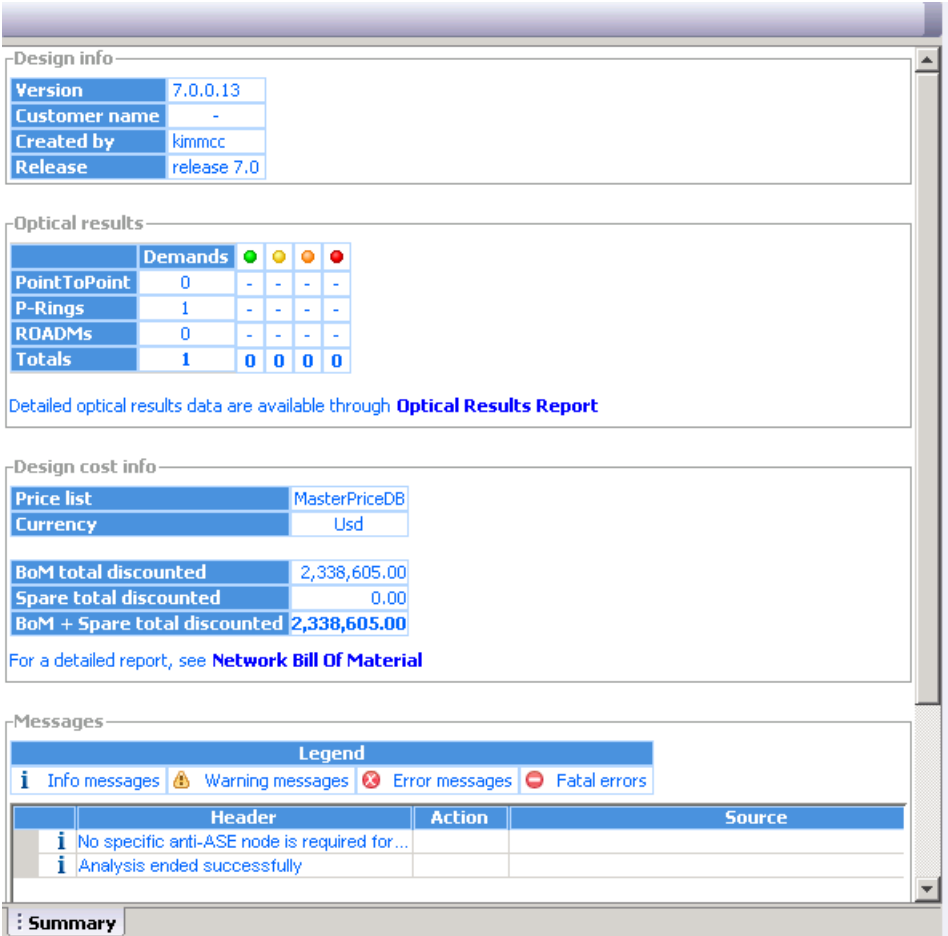 Design info
Version 7.0.0.13
Customer name -
Created by kimmcc
Release release 7.0
Optical results
Demands
PointToPoint 0 - - - -
P-Rings 1 - - - -
ROADMs 0 - - - -
Totals 1 0 0 0 0
Detailed optical results data are available through Optical Results Report
Design cost info
Price list MasterPriceDB
Currency Usd
BoM total discounted 2,338,605.00
Spare total discounted 0.00
BoM + Spare total discounted 2,338,605.00
For a detailed report, see Network Bill Of Material
Messages
Legend
i Info messages Warning messages Error messages Fatal errors
Header Action Source
i No specific anti-ASE node is required for...
i Analysis ended successfully
Summary